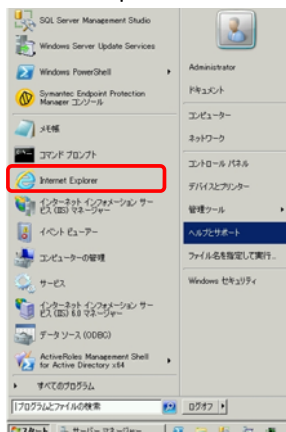 SQL Server Management Studio
Windows Server Update Services
Windows PowerShell
Symantec Endpoint Protection
Manager コンソール
メモ帳
コマンド プロンプト
Internet Explorer
インターネット インフォメーション サー
ビス (IIS) マネージャー
イベント ビューアー
コンピューターの管理
サービス
インターネット インフォメーション サー
ビス (IIS) 6.0 マネージャー
データ ソース (ODBC)
ActiveRoles Management Shell
for Active Directory x64
すべてのプログラム
プログラムとファイルの検索
Administrator
ドキュメント
コンピューター
ネットワーク
コントロール パネル
デバイスとプリンター
管理ツール
ヘルプとサポート
ファイル名を指定して実行...
Windows セキュリティ
ログオフ
スタート
サーバー マネージャー